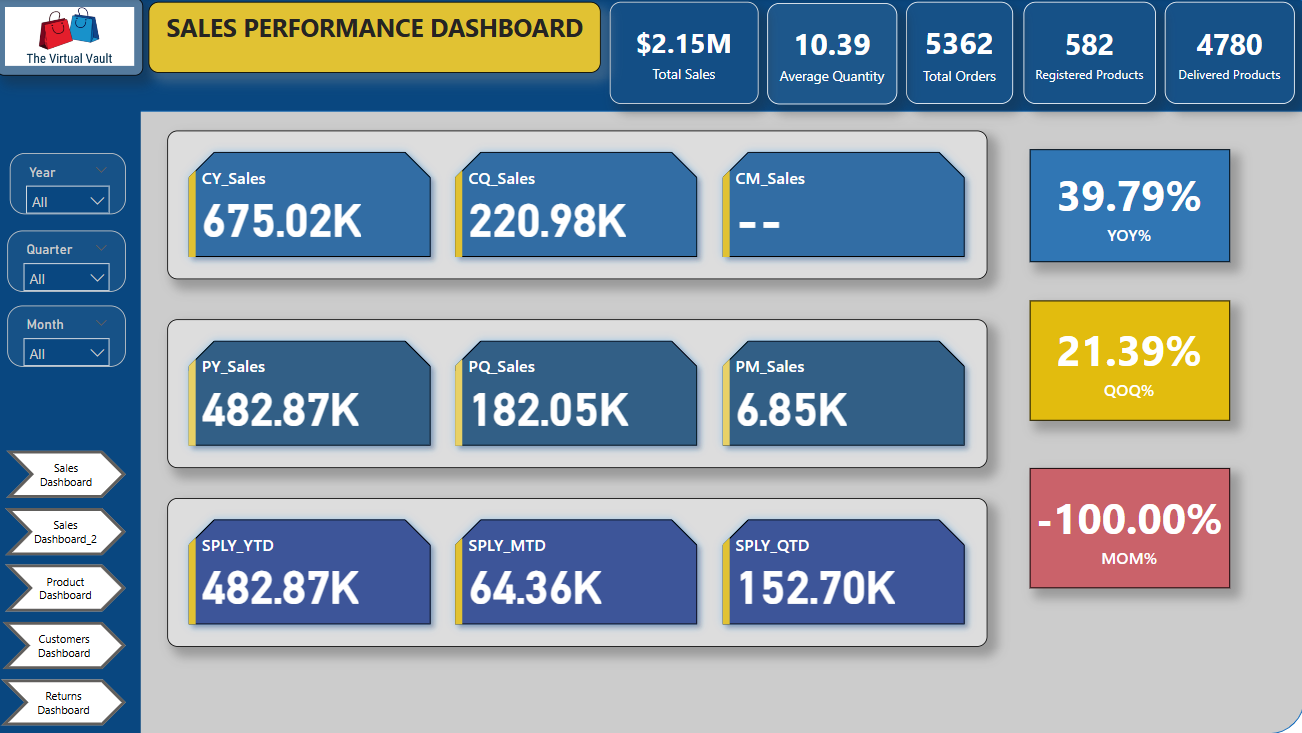 The Virtual Vault
SALES PERFORMANCE DASHBOARD
$2.15M
Total Sales
10.39
Average Quantity
5362
Total Orders
582
Registered Products
4780
Delivered Products
Year
All
Quarter
All
Month
All
Sales
Dashboard
Sales
Dashboard_2
Product
Dashboard
Customers
Dashboard
Returns
Dashboard
CY_Sales
675.02K
CQ_Sales
220.98K
CM_Sales
--
PY_Sales
482.87K
PQ_Sales
182.05K
PM_Sales
6.85K
SPLY_YTD
482.87K
SPLY_MTD
64.36K
SPLY_QTD
152.70K
39.79%
YOY%
21.39%
QOQ%
-100.00%
MOM%